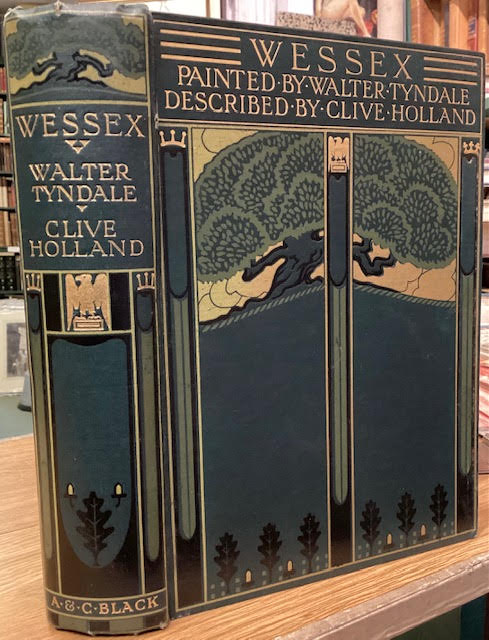 WESSEX
WALTER
TYNDALE
CLIVE
HOLLAND
A·&·C·BLACK
WESSEX
PAINTED·BY·WALTER·TYNDALE
DESCRIBED·BY·CLIVE·HOLLAND